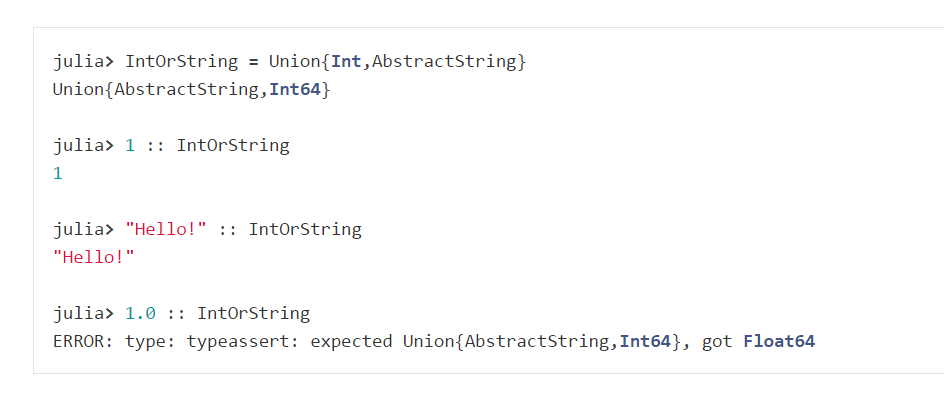 julia> IntOrString = Union{Int,AbstractString}
Union{AbstractString,Int64}
julia> 1 :: IntOrString
1
julia> "Hello!" :: IntOrString
"Hello!"
julia> 1.0 :: IntOrString
ERROR: type: typeassert: expected Union{AbstractString,Int64}, got Float64